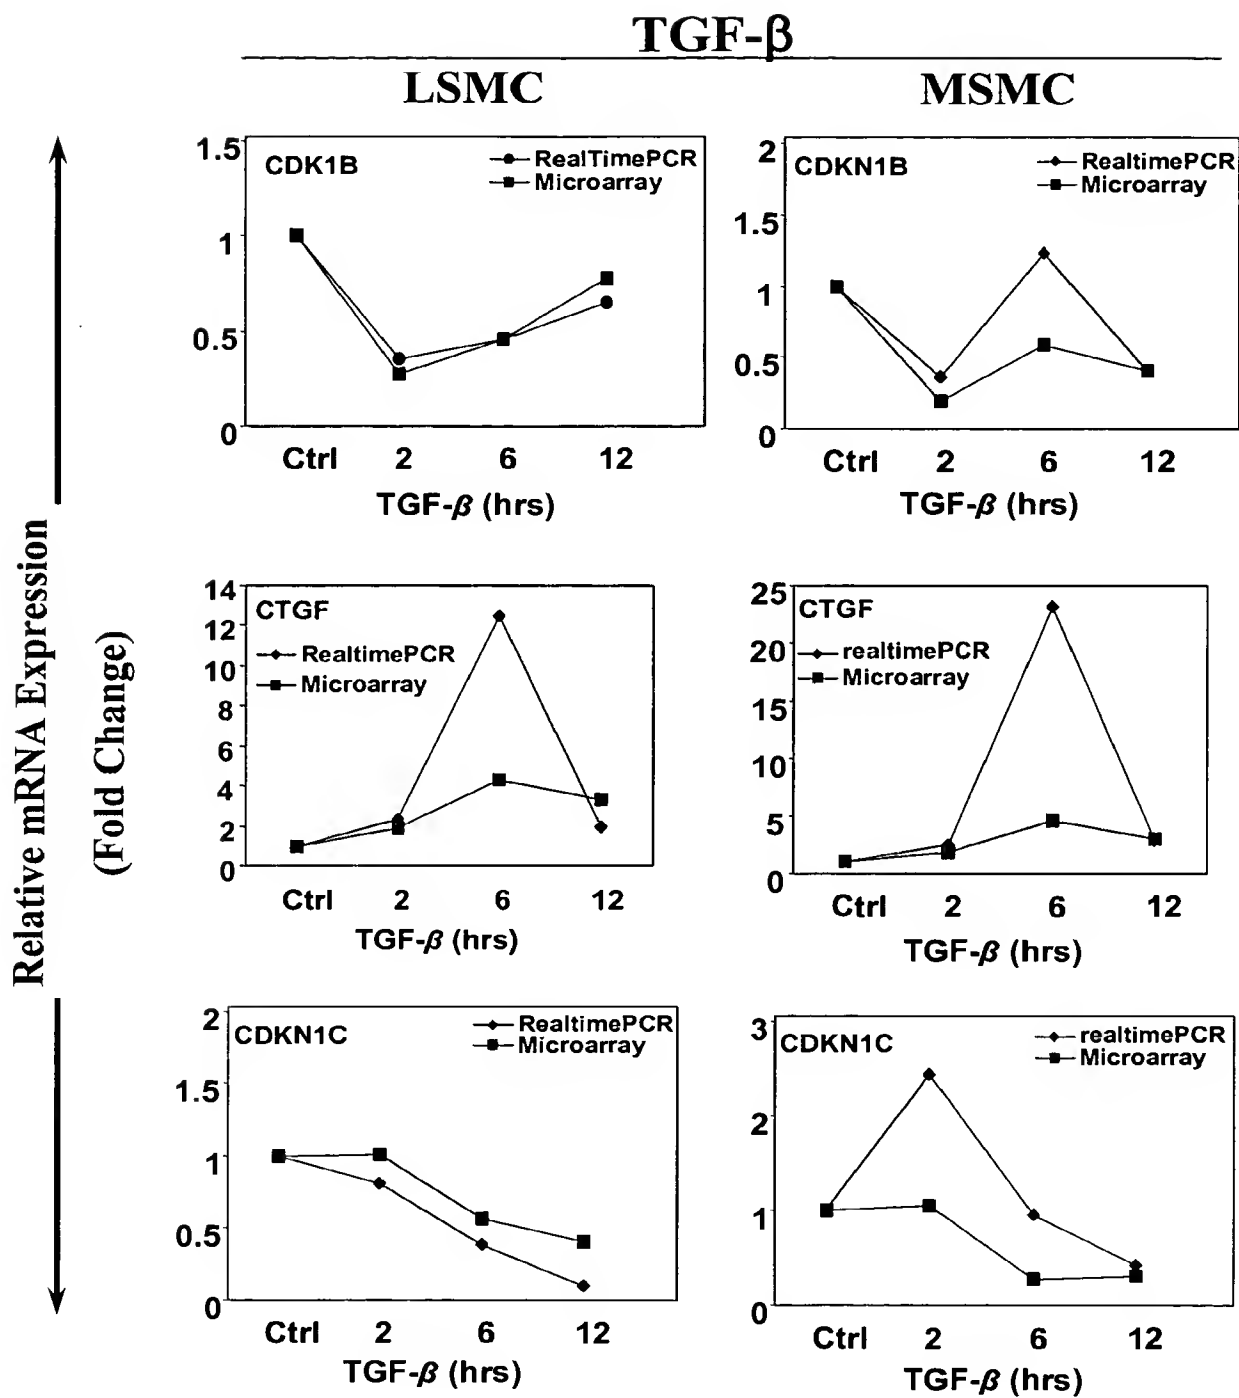 TGF-β
LSMC
MSMC
Relative mRNA Expression
(Fold Change)
CDK1B
RealTimePCR
Microarray
1.5
1
0.5
0
Ctrl 2 6 12
TGF-β (hrs)
CDKN1B
RealtimePCR
Microarray
2
1.5
1
0.5
0
Ctrl 2 6 12
TGF-β (hrs)
CTGF
RealtimePCR
Microarray
14
12
10
8
6
4
2
0
Ctrl 2 6 12
TGF-β (hrs)
CTGF
realtimePCR
Microarray
25
20
15
10
5
0
Ctrl 2 6 12
TGF-β (hrs)
CDKN1C
RealtimePCR
Microarray
2
1.5
1
0.5
0
Ctrl 2 6 12
TGF-β (hrs)
CDKN1C
realtimePCR
Microarray
3
2
1
0
Ctrl 2 6 12
TGF-β (hrs)